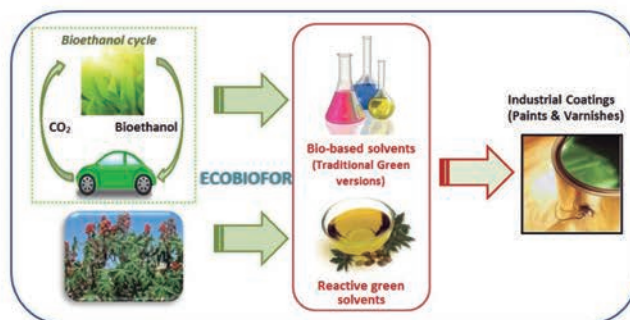 Bioethanol cycle
CO₂
Bioethanol
ECOBIOFOR
Bio-based solvents
(Traditional Green
versions)
Reactive green
solvents
Industrial Coatings
(Paints & Varnishes)